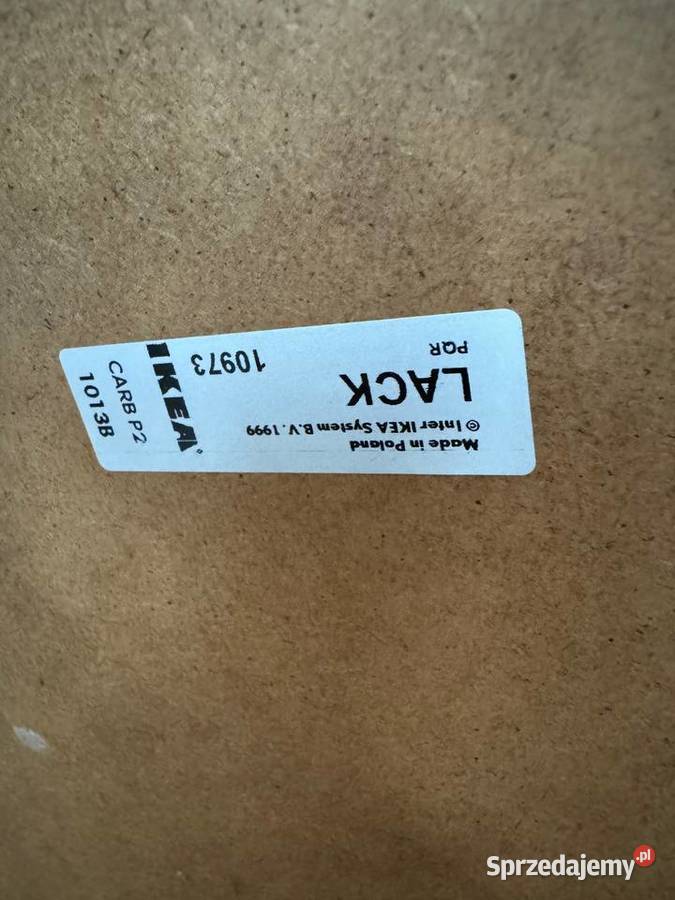 Made in Poland
© Inter IKEA System B.V. 1999
LACK
PQR
10973
IKEA®
CARB P2
1013B
Sprzedajemy.pl